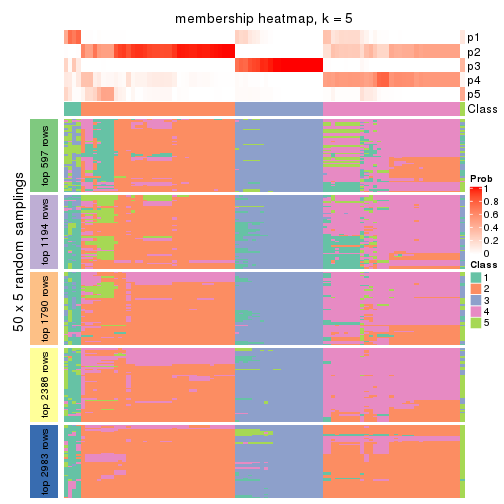 membership heatmap, k = 5
p1
p2
p3
p4
p5
Class
50 x 5 random samplings
top 597 rows
top 1194 rows
top 1790 rows
top 2386 rows
top 2983 rows
Prob
1
0.8
0.6
0.4
0.2
0
Class
1
2
3
4
5